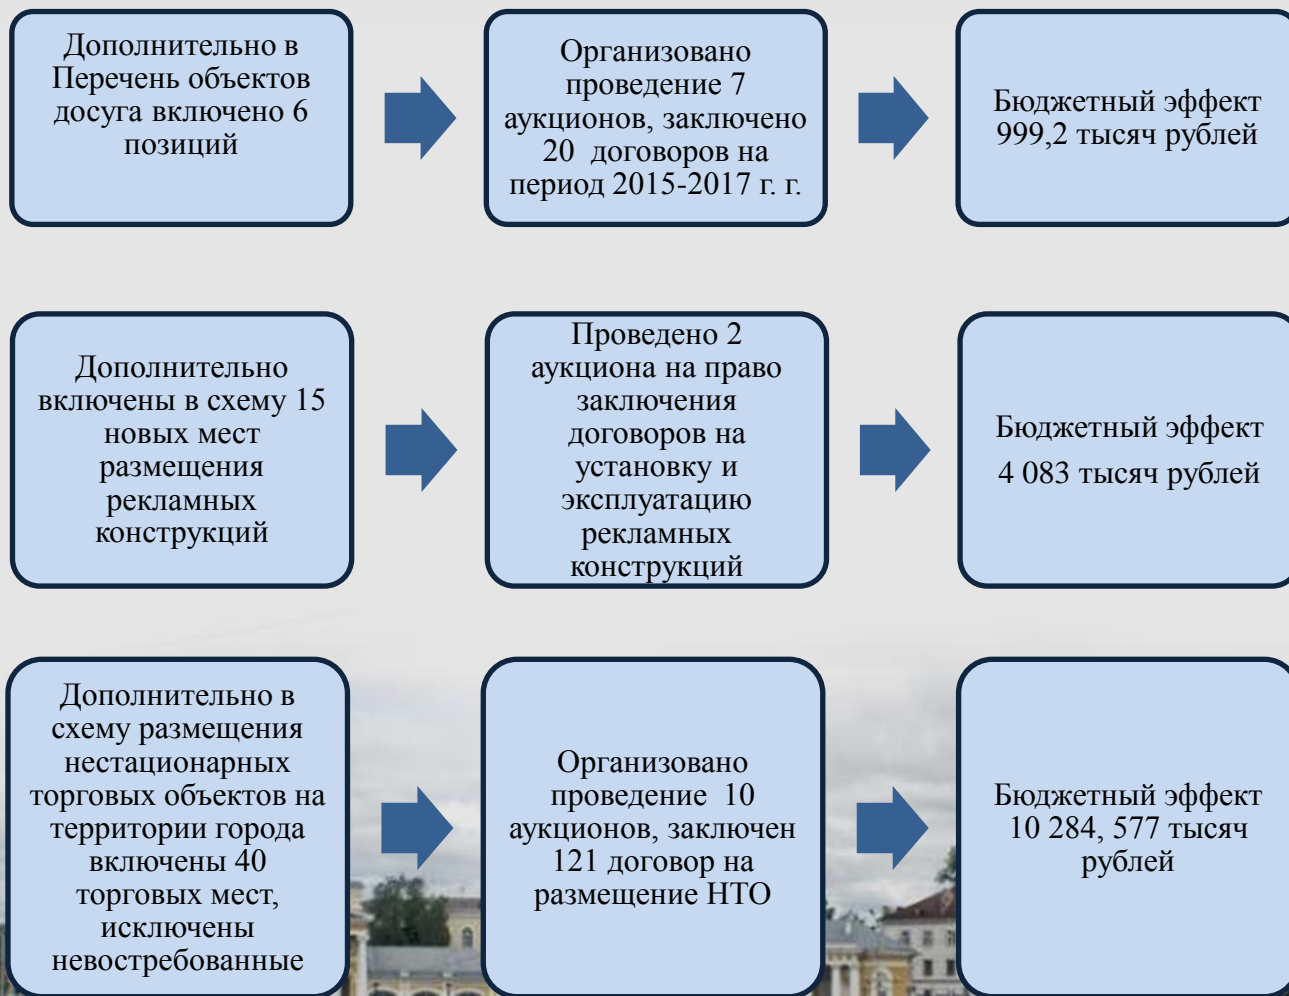 Дополнительно в
Перечень объектов
досуга включено 6
позиций
Организовано
проведение 7
аукционов, заключено
20 договоров на
период 2015-2017 г. г.
Бюджетный эффект
999,2 тысяч рублей
Дополнительно
включены в схему 15
новых мест
размещения
рекламных
конструкций
Проведено 2
аукциона на право
заключения
договоров на
установку и
эксплуатацию
рекламных
конструкций
Бюджетный эффект
4 083 тысяч рублей
Дополнительно в
схему размещения
нестационарных
торговых объектов на
территории города
включены 40
торговых мест,
исключены
невостребованные
Организовано
проведение 10
аукционов, заключен
121 договор на
размещение НТО
Бюджетный эффект
10 284, 577 тысяч
рублей